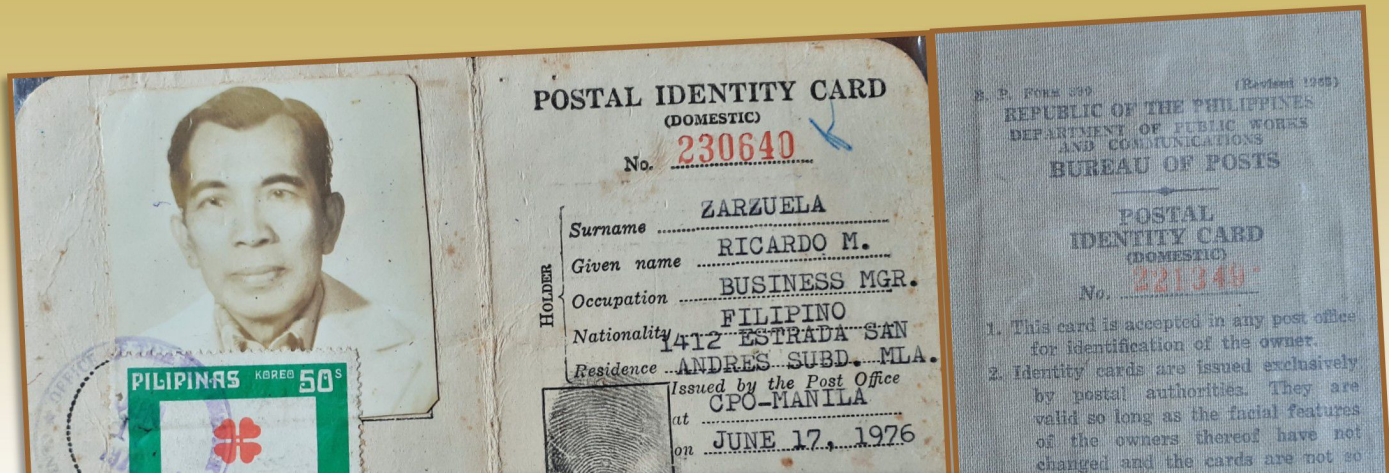 PILIPINAS KOREO 50s
POSTAL IDENTITY CARD
(DOMESTIC)
No. 230640
HOLDER
Surname ZARZUELA
Given name RICARDO M.
Occupation BUSINESS MGR.
Nationality FILIPINO
1412 ESTRADA SAN
Residence ANDRES SUBD. MLA.
Issued by the Post Office
at CPO-MANILA
on JUNE 17, 1976
B. P. FORM 599 (Revised 1965)
REPUBLIC OF THE PHILIPPINES
DEPARTMENT OF PUBLIC WORKS
AND COMMUNICATIONS
BUREAU OF POSTS
POSTAL
IDENTITY CARD
(DOMESTIC)
No. 221349
1. This card is accepted in any post office
for identification of the owner.
2. Identity cards are issued exclusively
by postal authorities. They are
valid so long as the facial features
of the owners thereof have not
changed and the cards are not so